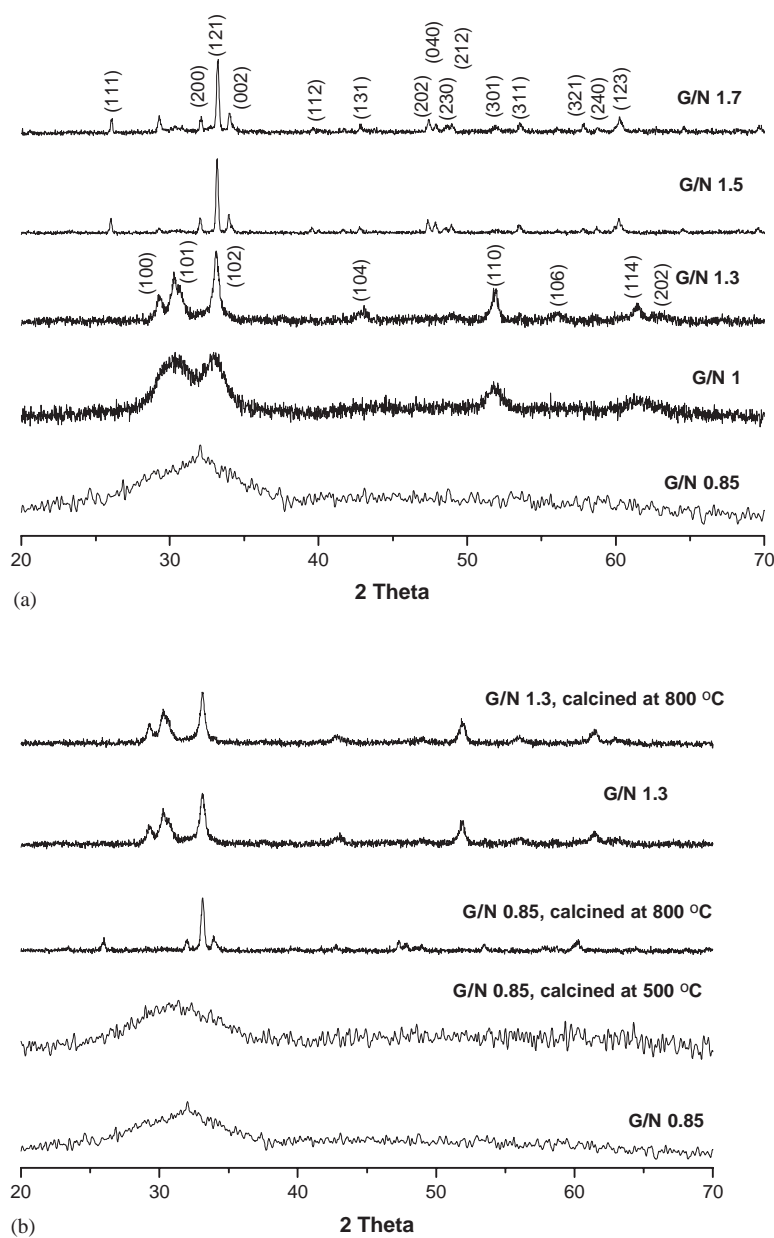 (111)
(200)
(121)
(002)
(112)
(131)
(202)
(040)
(230)
(212)
(301)
(311)
(321)
(240)
(123)
G/N 1.7
G/N 1.5
(100)
(101)
(102)
(104)
(110)
(106)
(114)
(202)
G/N 1.3
G/N 1
G/N 0.85
20 30 40 50 60 70
2 Theta
(a)
G/N 1.3, calcined at 800 °C
G/N 1.3
G/N 0.85, calcined at 800 °C
G/N 0.85, calcined at 500 °C
G/N 0.85
20 30 40 50 60 70
2 Theta
(b)